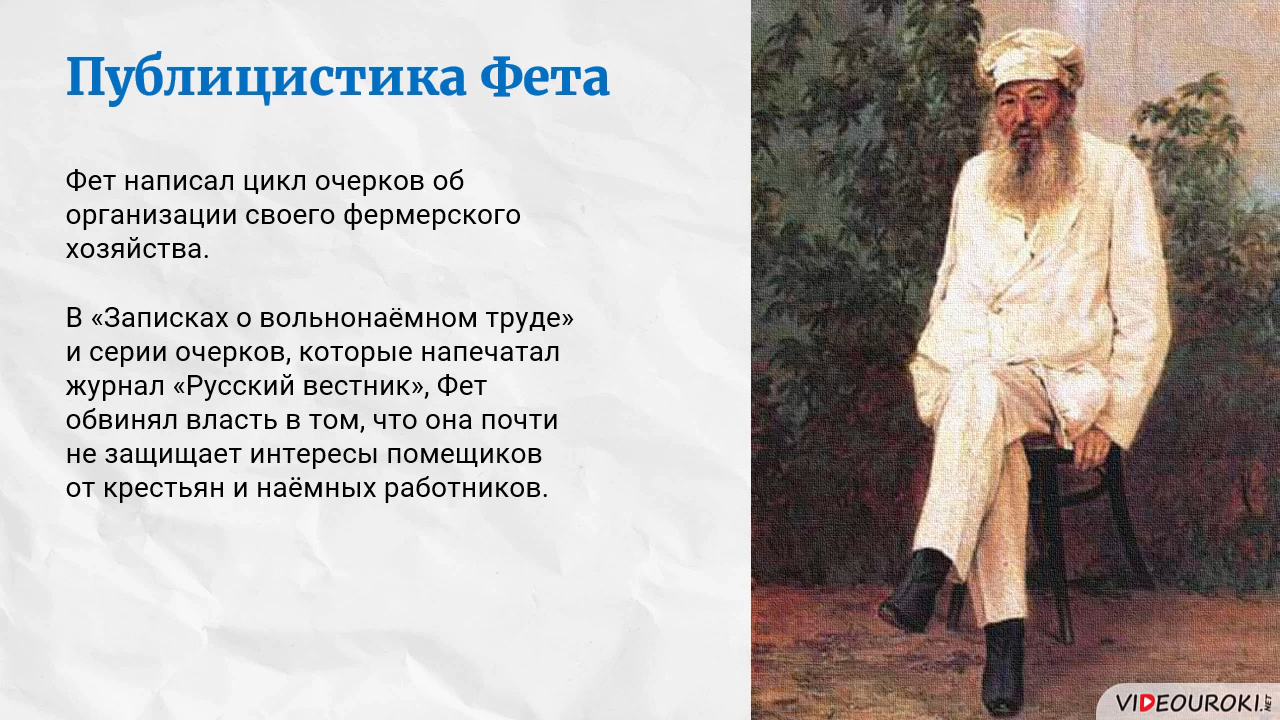 Публицистика Фета
Фет написал цикл очерков об
организации своего фермерского
хозяйства.
В «Записках о вольнонаёмном труде»
и серии очерков, которые напечатал
журнал «Русский вестник», Фет
обвинял власть в том, что она почти
не защищает интересы помещиков
от крестьян и наёмных работников.
VIDEOUROKI.NET